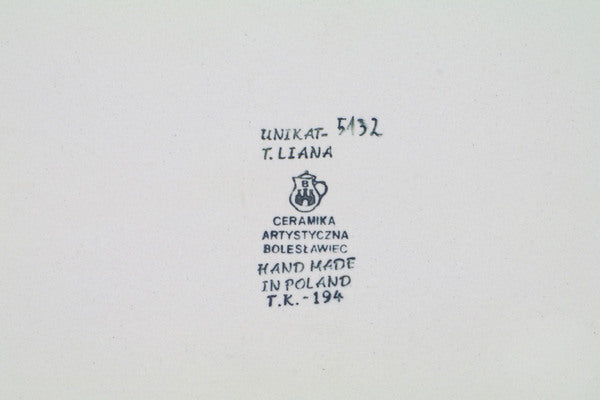 UNIKAT- 5132
T. LIANA
B
CERAMIKA
ARTYSTYCZNA
BOLESŁAWIEC
HAND MADE
IN POLAND
T.K.-194